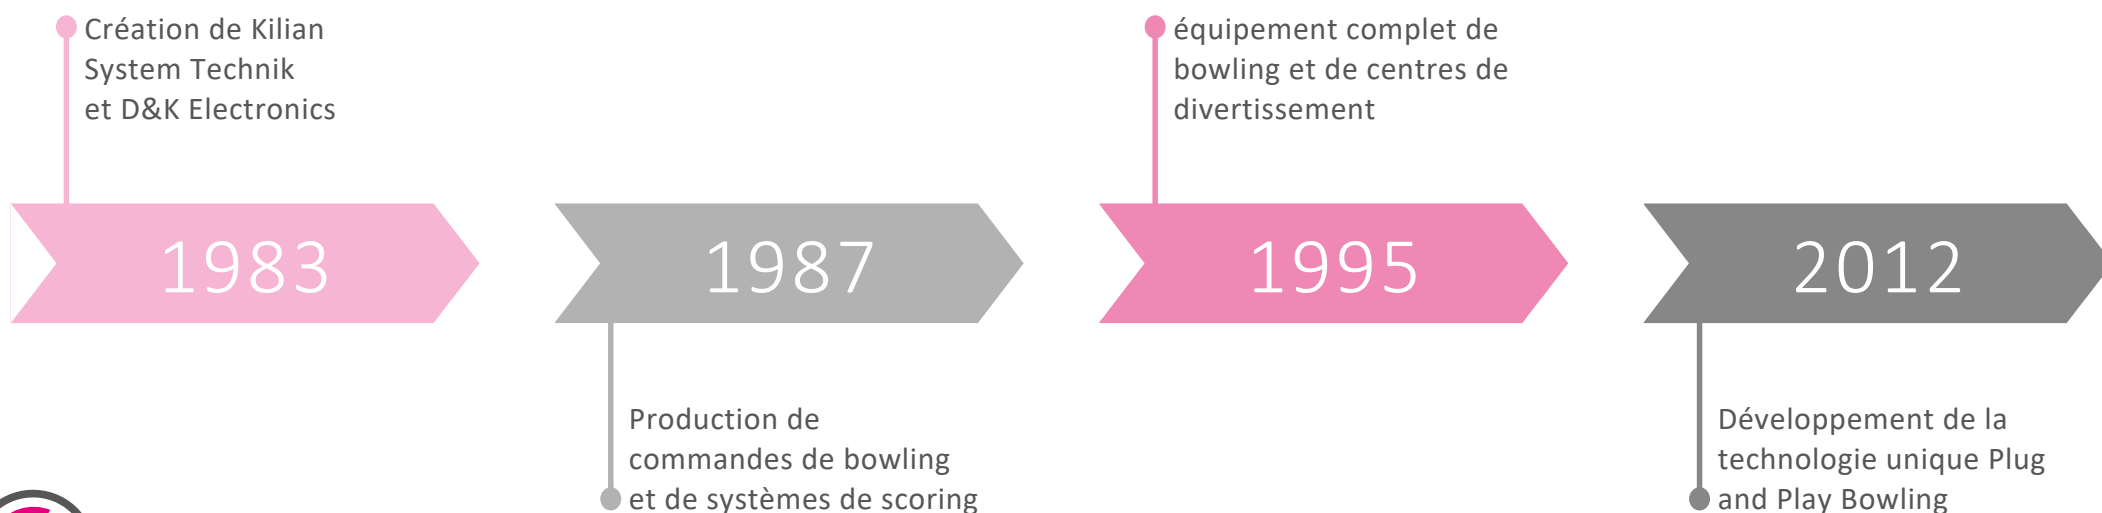 Création de Kilian
System Technik
et D&K Electronics
équipement complet de
bowling et de centres de
divertissement
1983
1987
1995
2012
Production de
commandes de bowling
et de systèmes de scoring
Développement de la
technologie unique Plug
and Play Bowling